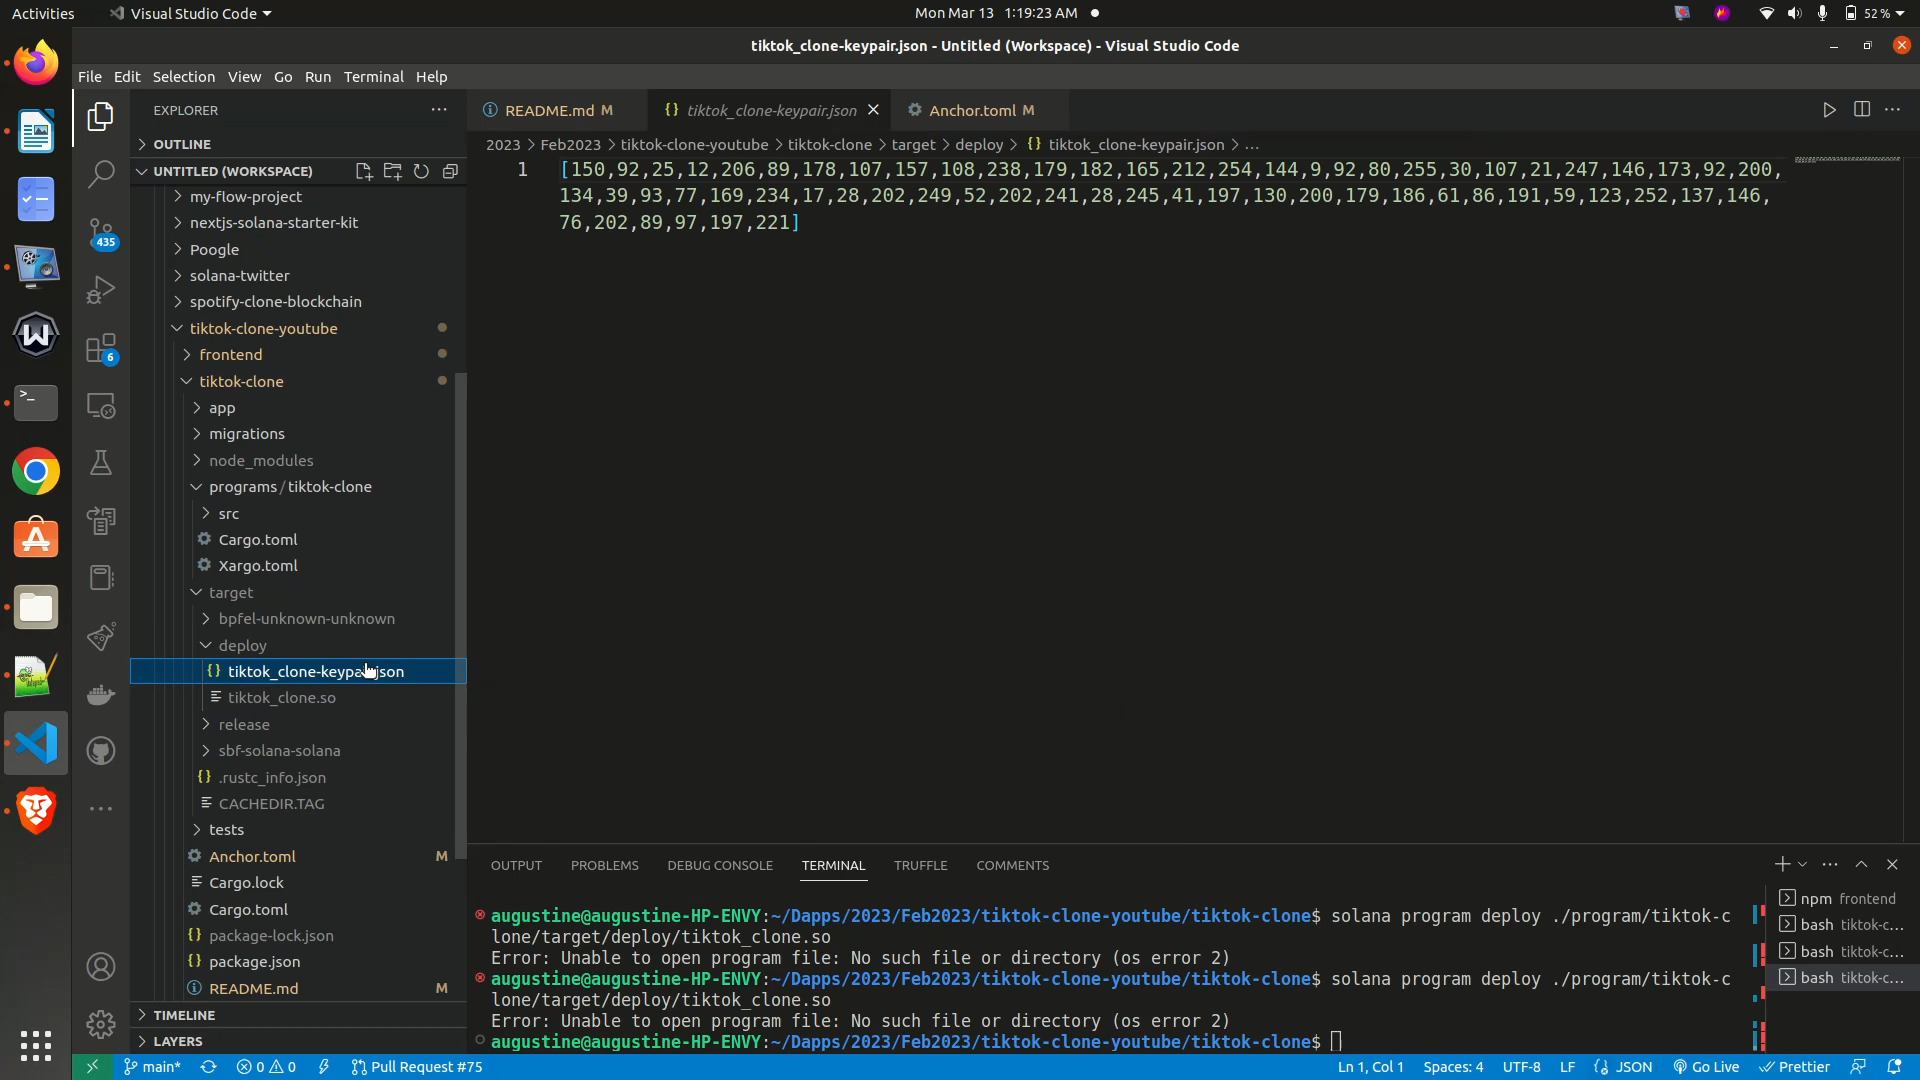 Activities
Visual Studio Code
Mon Mar 13 1:19:23 AM
52 %
tiktok_clone-keypair.json - Untitled (Workspace) - Visual Studio Code
File Edit Selection View Go Run Terminal Help
EXPLORER
README.md M
tiktok_clone-keypair.json
Anchor.toml M
OUTLINE
2023 > Feb2023 > tiktok-clone-youtube > tiktok-clone > target > deploy > {} tiktok_clone-keypair.json > ...
UNTITLED (WORKSPACE)
1
[150,92,25,12,206,89,178,107,157,108,238,179,182,165,212,254,144,9,92,80,255,30,107,21,247,146,173,92,200,
134,39,93,77,169,234,17,28,202,249,52,202,241,28,245,41,197,130,200,179,186,61,86,191,59,123,252,137,146,
76,202,89,97,197,221]
my-flow-project
nextjs-solana-starter-kit
435
Poogle
solana-twitter
spotify-clone-blockchain
tiktok-clone-youtube
6
frontend
tiktok-clone
app
migrations
node_modules
programs / tiktok-clone
src
Cargo.toml
Xargo.toml
target
bpfel-unknown-unknown
deploy
tiktok_clone.so
release
sbf-solana-solana
.rustc_info.json
CACHEDIR.TAG
tests
Anchor.toml M
Cargo.lock
Cargo.toml
package-lock.json
package.json
README.md M
TIMELINE
LAYERS
OUTPUT PROBLEMS DEBUG CONSOLE TERMINAL TRUFFLE COMMENTS
augustine@augustine-HP-ENVY:~/Dapps/2023/Feb2023/tiktok-clone-youtube/tiktok-clone$ solana program deploy ./program/tiktok-c
lone/target/deploy/tiktok_clone.so
Error: Unable to open program file: No such file or directory (os error 2)
augustine@augustine-HP-ENVY:~/Dapps/2023/Feb2023/tiktok-clone-youtube/tiktok-clone$ solana program deploy ./program/tiktok-c
lone/target/deploy/tiktok_clone.so
Error: Unable to open program file: No such file or directory (os error 2)
augustine@augustine-HP-ENVY:~/Dapps/2023/Feb2023/tiktok-clone-youtube/tiktok-clone$
npm frontend
bash tiktok-c...
bash tiktok-c...
bash tiktok-c...
main* 0 0 Pull Request #75
Ln 1, Col 1 Spaces: 4 UTF-8 LF {} JSON Go Live Prettier